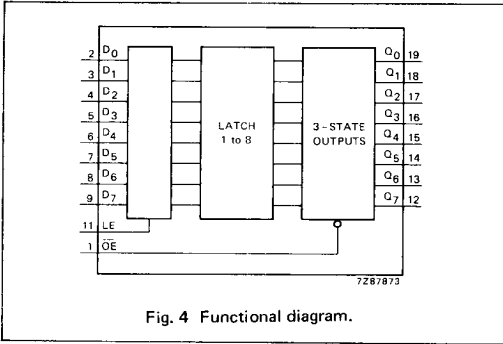 2 D0 Q0 19
3 D1 Q1 18
4 D2 Q2 17
5 D3 Q3 16
6 D4 Q4 15
7 D5 Q5 14
8 D6 Q6 13
9 D7 Q7 12
LATCH
1 to 8
3-STATE
OUTPUTS
11 LE
1 O̅E̅
7Z87873
Fig. 4 Functional diagram.